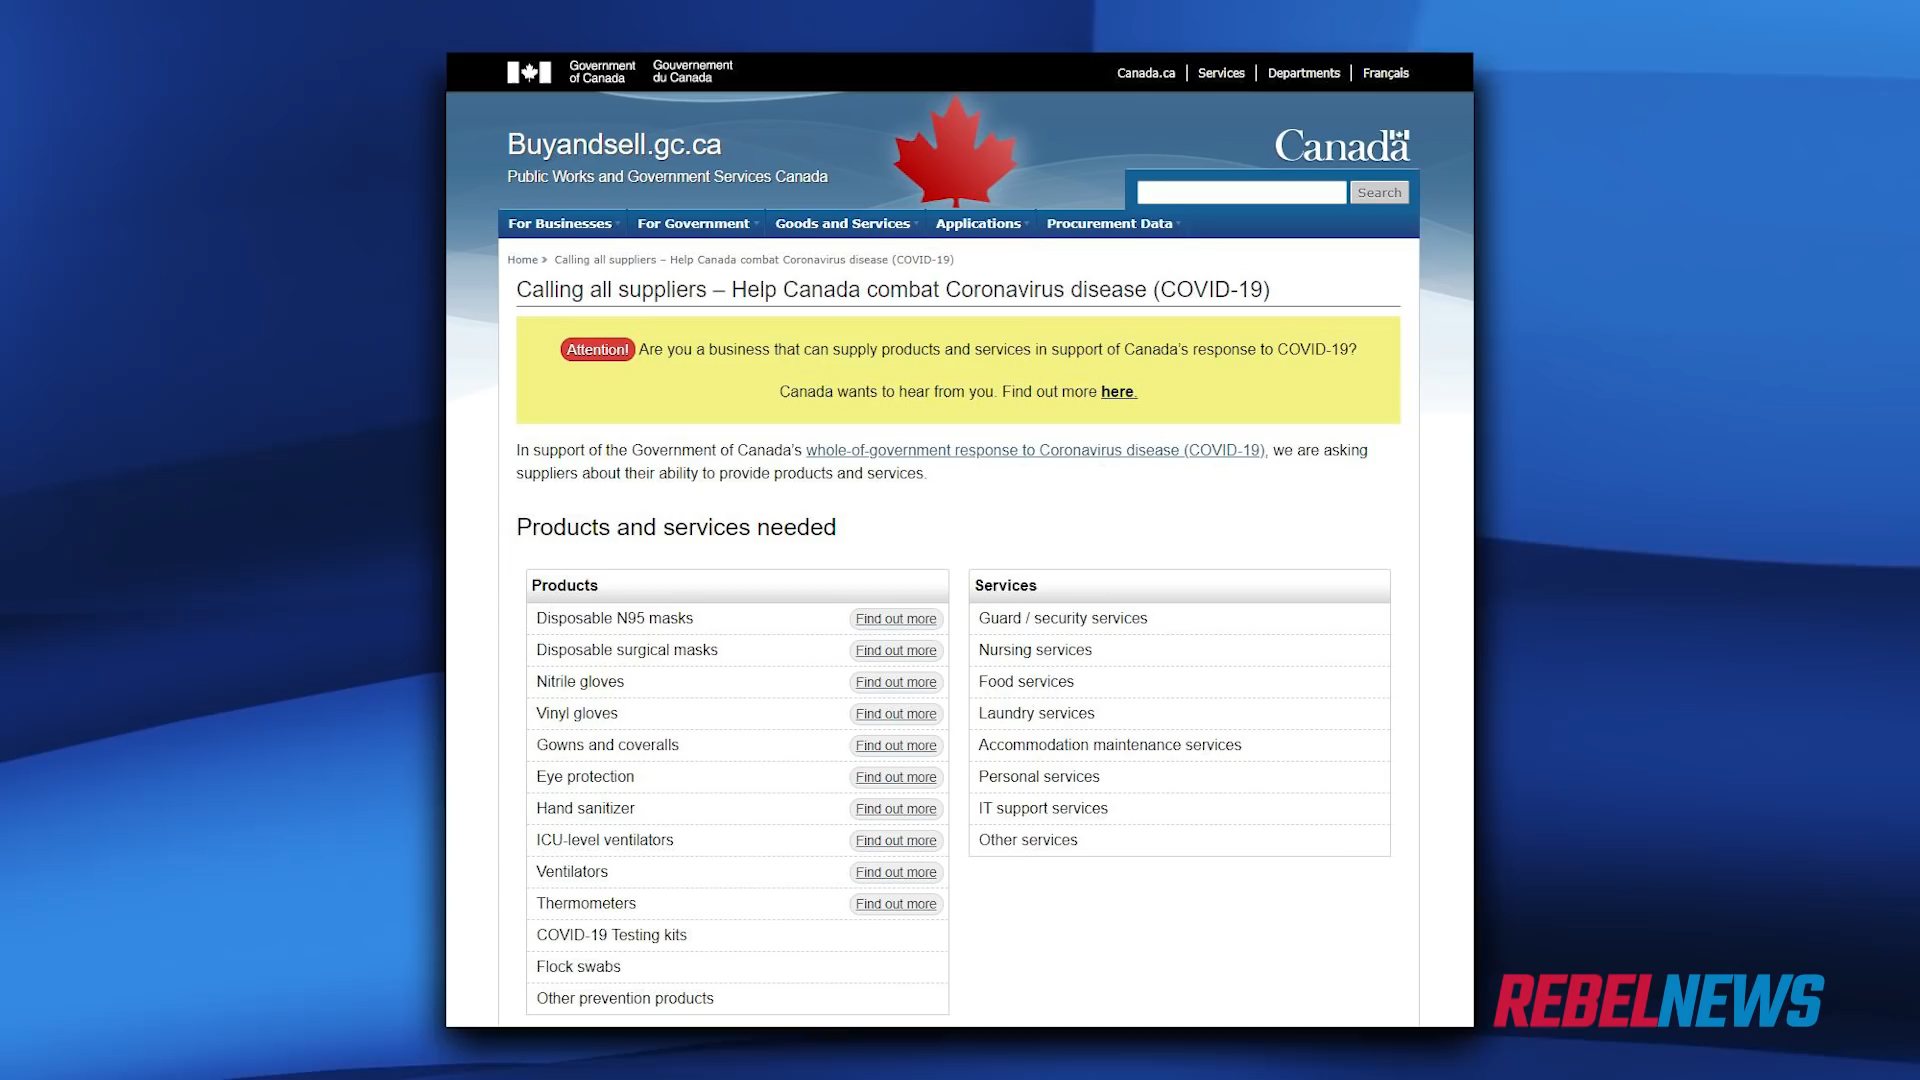 Government of Canada
Gouvernement du Canada
Canada.ca | Services | Departments | Français
Buyandsell.gc.ca
Public Works and Government Services Canada
Canada
Search
For Businesses
For Government
Goods and Services
Applications
Procurement Data
Home » Calling all suppliers – Help Canada combat Coronavirus disease (COVID-19)
Calling all suppliers – Help Canada combat Coronavirus disease (COVID-19)
Attention! Are you a business that can supply products and services in support of Canada's response to COVID-19?
Canada wants to hear from you. Find out more here.
In support of the Government of Canada's whole-of-government response to Coronavirus disease (COVID-19), we are asking
suppliers about their ability to provide products and services.
Products and services needed
Products
Disposable N95 masks Find out more
Disposable surgical masks Find out more
Nitrile gloves Find out more
Vinyl gloves Find out more
Gowns and coveralls Find out more
Eye protection Find out more
Hand sanitizer Find out more
ICU-level ventilators Find out more
Ventilators Find out more
Thermometers Find out more
COVID-19 Testing kits
Flock swabs
Other prevention products
Services
Guard / security services
Nursing services
Food services
Laundry services
Accommodation maintenance services
Personal services
IT support services
Other services
REBELNEWS